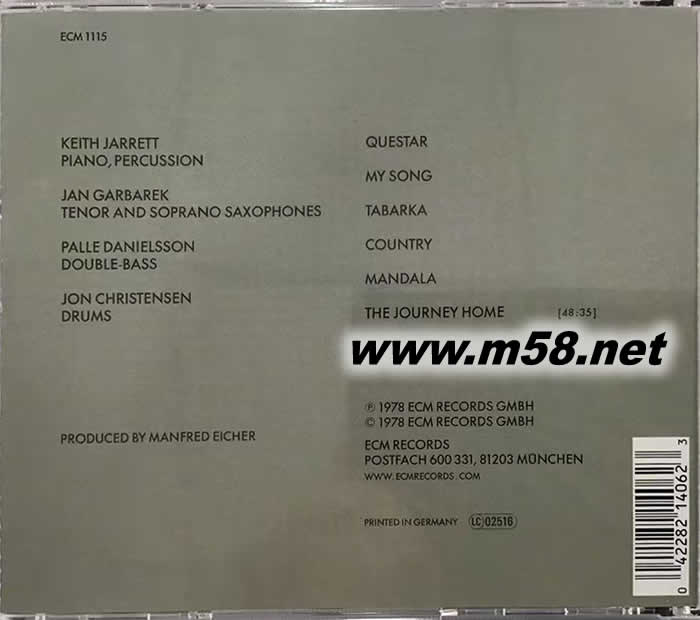 ECM 1115
KEITH JARRETT
PIANO, PERCUSSION
JAN GARBAREK
TENOR AND SOPRANO SAXOPHONES
PALLE DANIELSSON
DOUBLE-BASS
JON CHRISTENSEN
DRUMS
PRODUCED BY MANFRED EICHER
QUESTAR
MY SONG
TABARKA
COUNTRY
MANDALA
THE JOURNEY HOME [48:35]
www.m58.net
℗ 1978 ECM RECORDS GMBH
© 1978 ECM RECORDS GMBH
ECM RECORDS
POSTFACH 600 331, 81203 MÜNCHEN
WWW.ECMRECORDS.COM
PRINTED IN GERMANY LC 02516
0 42282 14062 3